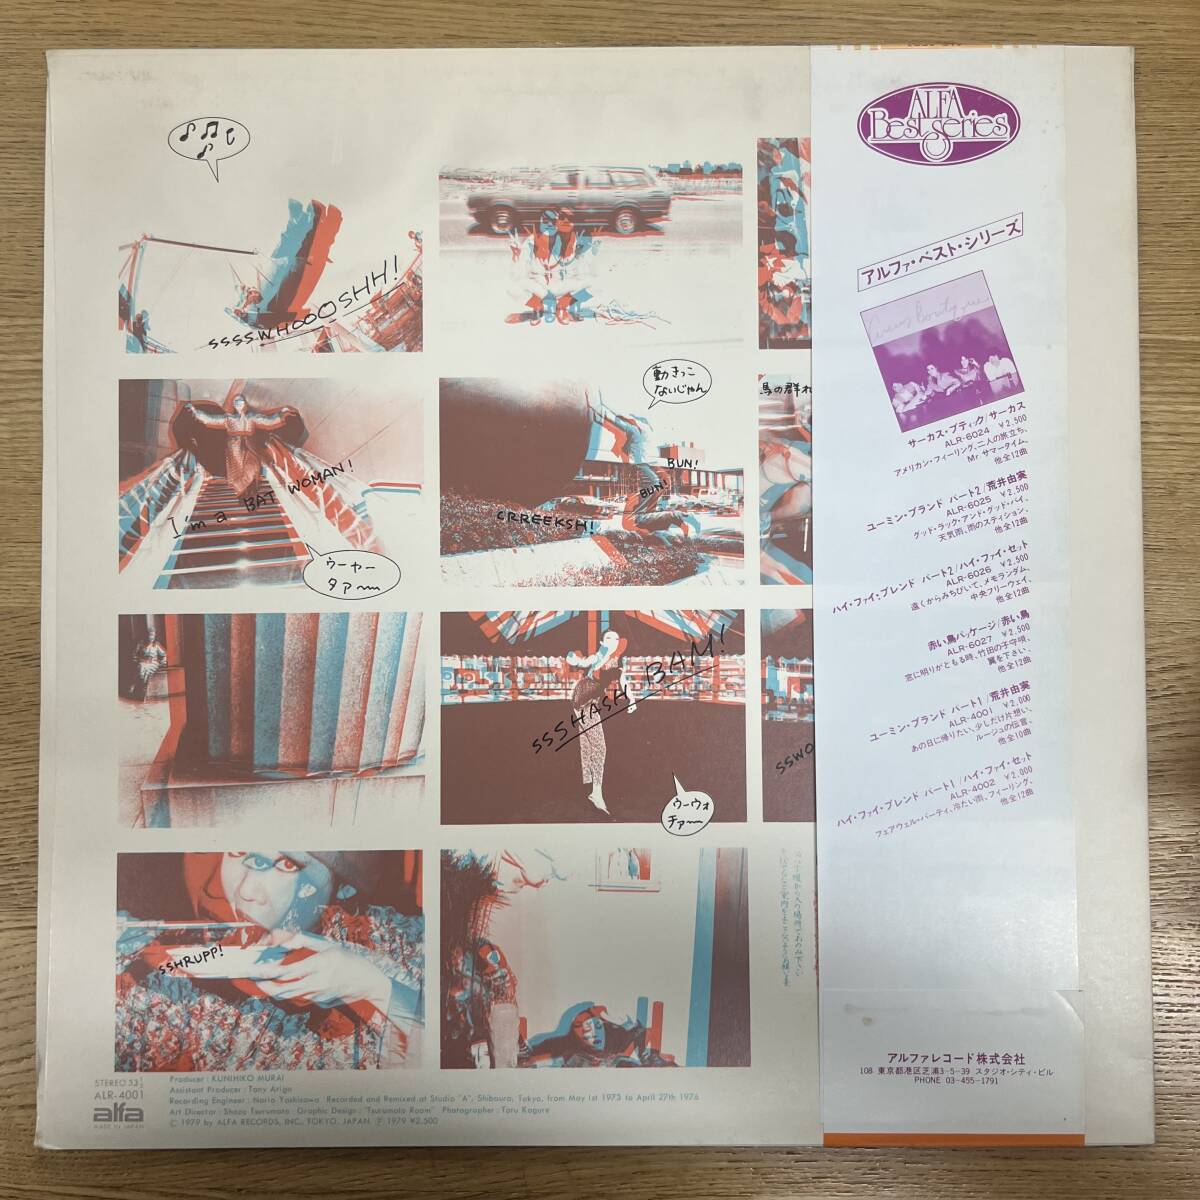 SSSSWHOOOSHH!
動きっこ
ないじゃん
馬の群れ
I'm a BAT WOMAN!
BUN!
BUN!
CRREEKSH!
ウーヤー
タアー
SSSHASH BAM!
SSWO
ウーウォ
チアー
SSHRUPP!
STEREO 33⅓
ALR-4001
alfa
MADE IN JAPAN
Producer : KUNIHIKO MURAI
Assistant Producer : Tony Ariga
Recording Engineer : Norio Yoshizawa Recorded and Remixed at Studio "A", Shibaura, Tokyo, from May 1st 1973 to April 27th 1976
Art Director : Shozo Tsurumoto Graphic Design : "Tsurumoto Room" Photographer : Toru Kogure
Ⓒ 1979 by ALFA RECORDS, INC., TOKYO, JAPAN Ⓟ 1979 ¥2,500
ALFA
Best Series
アルファ・ベスト・シリーズ
Circus Boutique
サーカス・ブティック/サーカス
ALR-6024 ¥2,500
アメリカン・フィーリング、二人の旅立ち、
Mr サマータイム、
他全12曲
ユーミン・ブランド パート2/荒井由実
ALR-6025 ¥2,500
グッド・ラック・アンド・グッド・バイ、
天気雨、雨のステイション、
他全12曲
ハイ・ファイ・ブレンド パート2/ハイ・ファイ・セット
ALR-6026 ¥2,500
遠くからみちびいて、メモランダム、
中央フリーウェイ、
他全12曲
赤い鳥パッケージ/赤い鳥
ALR-6027 ¥2,500
窓に明りがともる時、竹田の子守唄、
翼を下さい、
他全12曲
ユーミン・ブランド パート1/荒井由実
ALR-4001 ¥2,000
あの日に帰りたい、少しだけ片想い、
ルージュの伝言、
他全10曲
ハイ・ファイ・ブレンド パート1/ハイ・ファイ・セット
ALR-4002 ¥2,000
フェアウェル・パーティ、冷たい雨、フィーリング、
他全12曲
アルファレコード株式会社
108 東京都港区芝浦3-5-39 スタジオ・シティ・ビル
PHONE 03-455-1791